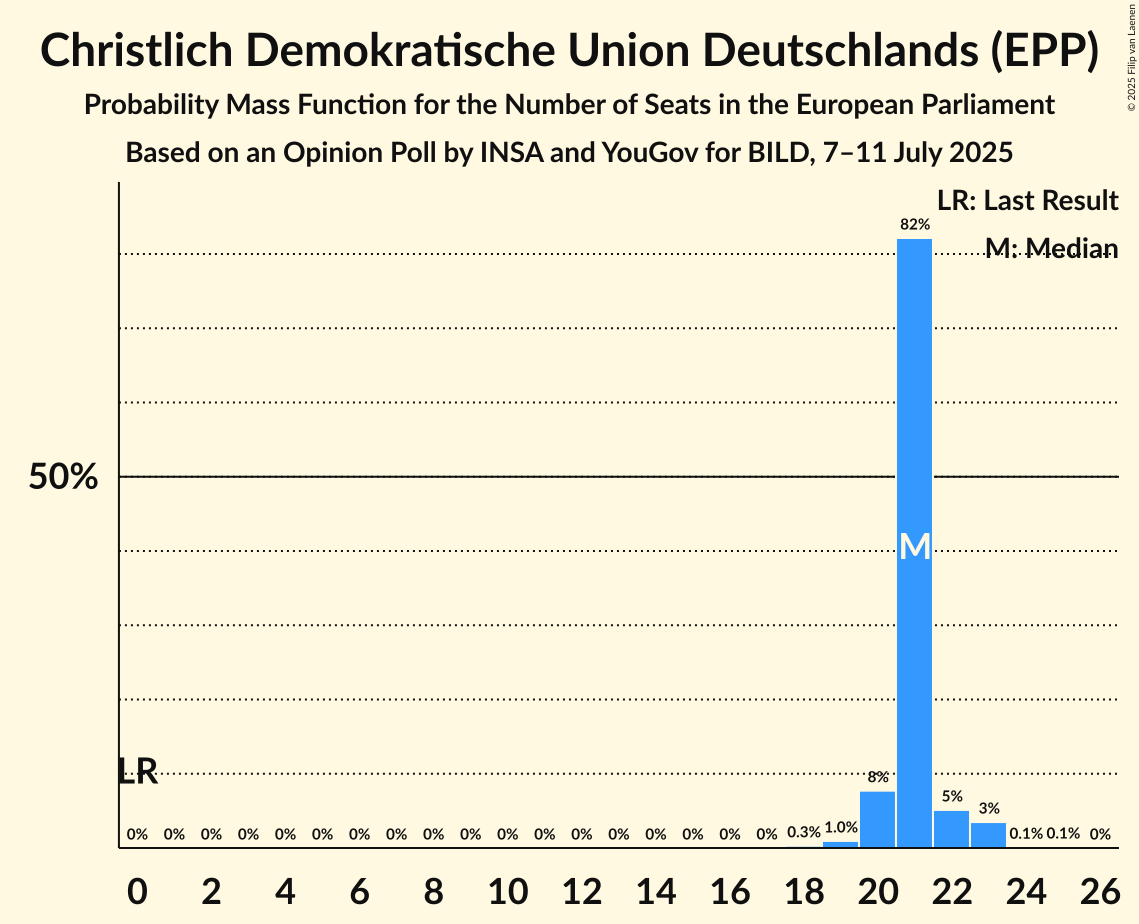 Christlich Demokratische Union Deutschlands (EPP)
Probability Mass Function for the Number of Seats in the European Parliament
Based on an Opinion Poll by INSA and YouGov for BILD, 7–11 July 2025
© 2025 Filip van Laenen
LR: Last Result
M: Median
82%
50%
M
LR
8%
5%
3%
0% 0% 0% 0% 0% 0% 0% 0% 0% 0% 0% 0% 0% 0% 0% 0% 0% 0% 0.3% 1.0% 0.1% 0.1% 0%
0 2 4 6 8 10 12 14 16 18 20 22 24 26